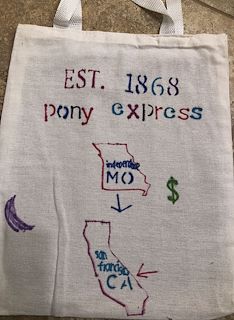 EST. 1868
pony express
independence
MO
$
san
francisco
CA